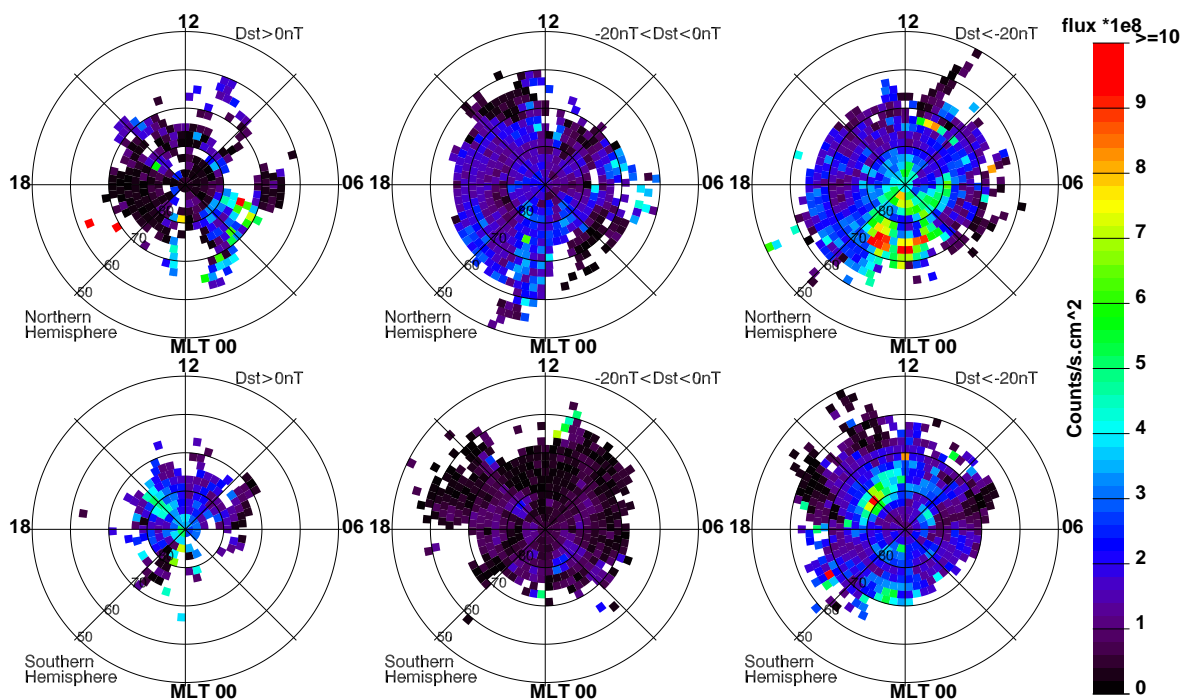 12
Dst>0nT
18
80
70
60
50
Northern
Hemisphere
MLT 00
12
-20nT<Dst<0nT
06
18
80
70
60
50
Northern
Hemisphere
MLT 00
12
Dst<-20nT
06
18
80
70
60
50
Northern
Hemisphere
MLT 00
06
12
Dst>0nT
18
80
70
60
50
Southern
Hemisphere
MLT 00
12
-20nT<Dst<0nT
06
18
80
70
60
50
Southern
Hemisphere
MLT 00
12
Dst<-20nT
06
18
80
70
60
50
Southern
Hemisphere
MLT 00
06
flux *1e8
>=10
9
8
7
6
5
4
3
2
1
0
Counts/s.cm^2